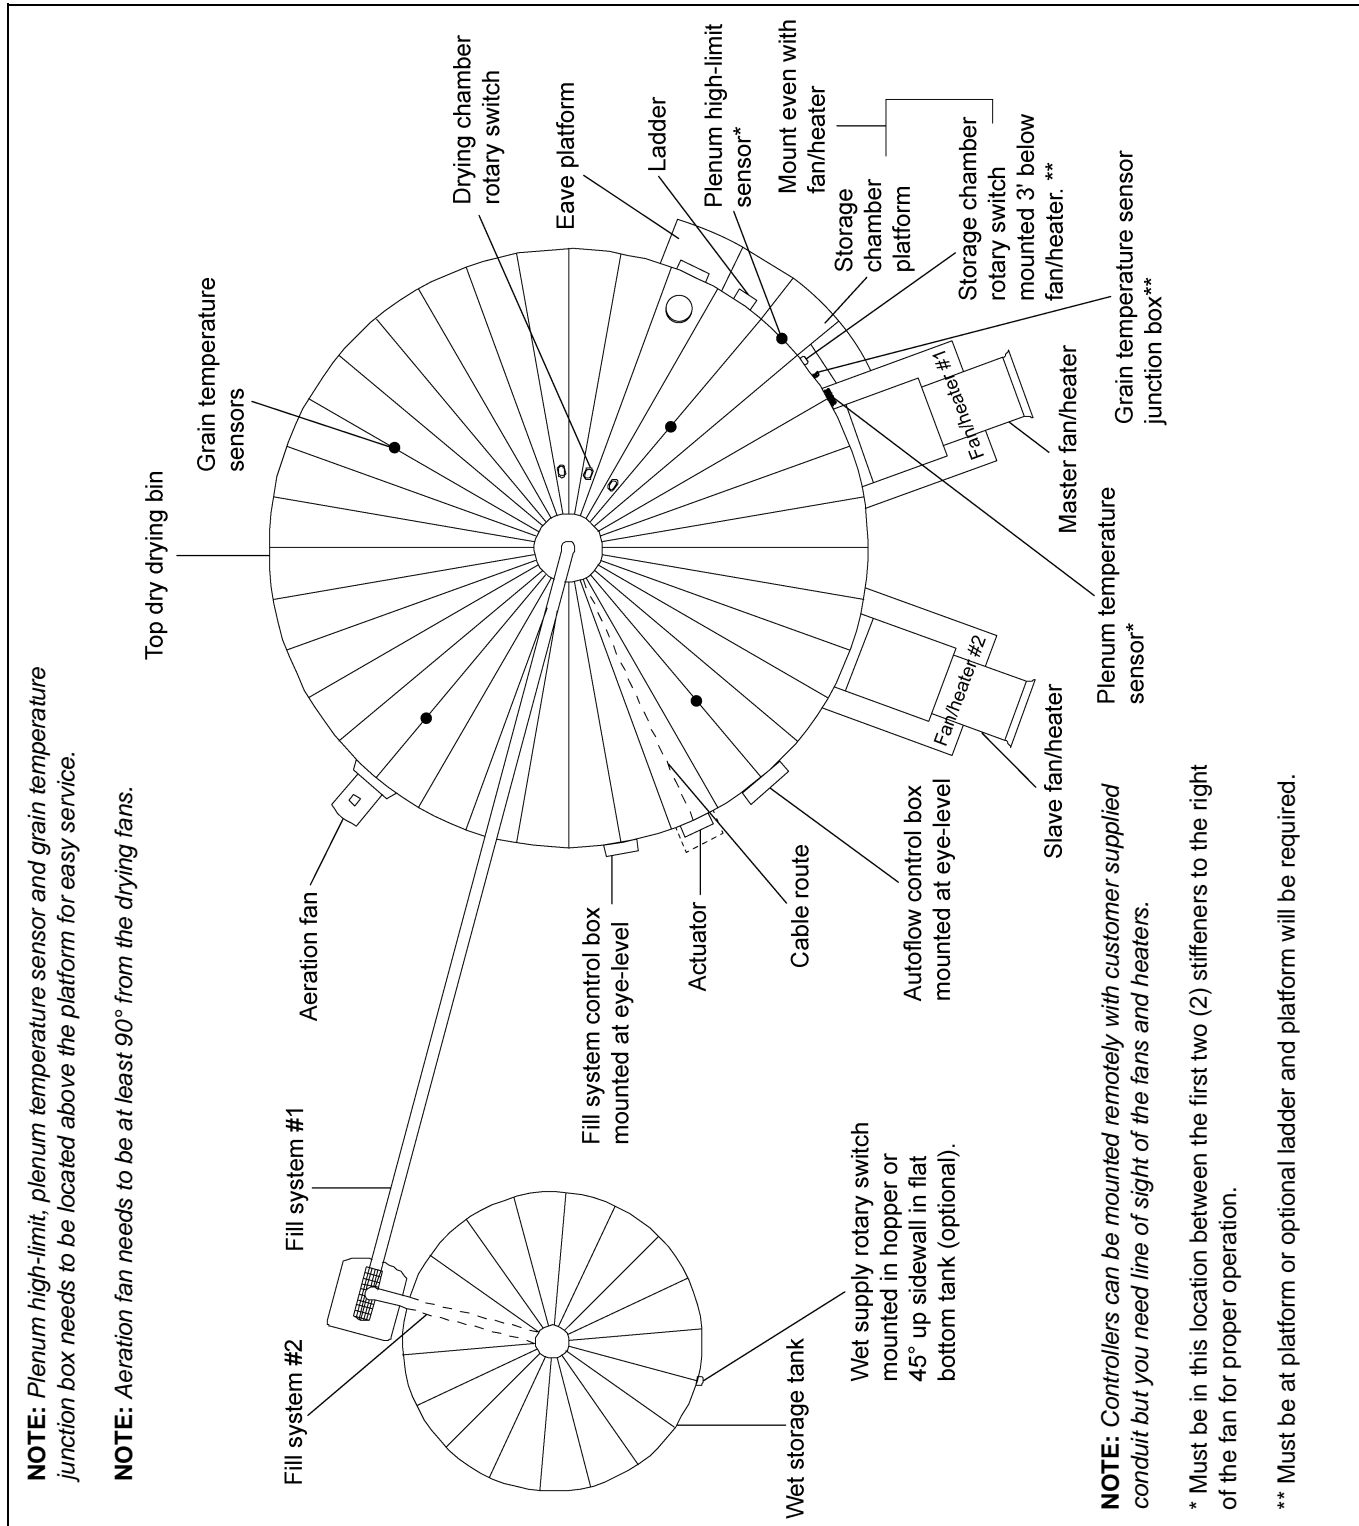 NOTE: Plenum high-limit, plenum temperature sensor and grain temperature
junction box needs to be located above the platform for easy service.
NOTE: Aeration fan needs to be at least 90° from the drying fans.
Top dry drying bin
Grain temperature
sensors
Drying chamber
rotary switch
Eave platform
Ladder
Plenum high-limit
sensor*
Mount even with
fan/heater
Storage
chamber
platform
Storage chamber
rotary switch
mounted 3' below
fan/heater. **
Grain temperature sensor
junction box**
Fan/heater #1
Master fan/heater
Plenum temperature
sensor*
Fan/heater #2
Slave fan/heater
Aeration fan
Fill system control box
mounted at eye-level
Actuator
Cable route
Autoflow control box
mounted at eye-level
Fill system #1
Fill system #2
Wet supply rotary switch
mounted in hopper or
45° up sidewall in flat
bottom tank (optional).
Wet storage tank
NOTE: Controllers can be mounted remotely with customer supplied
conduit but you need line of sight of the fans and heaters.
* Must be in this location between the first two (2) stiffeners to the right
of the fan for proper operation.
** Must be at platform or optional ladder and platform will be required.